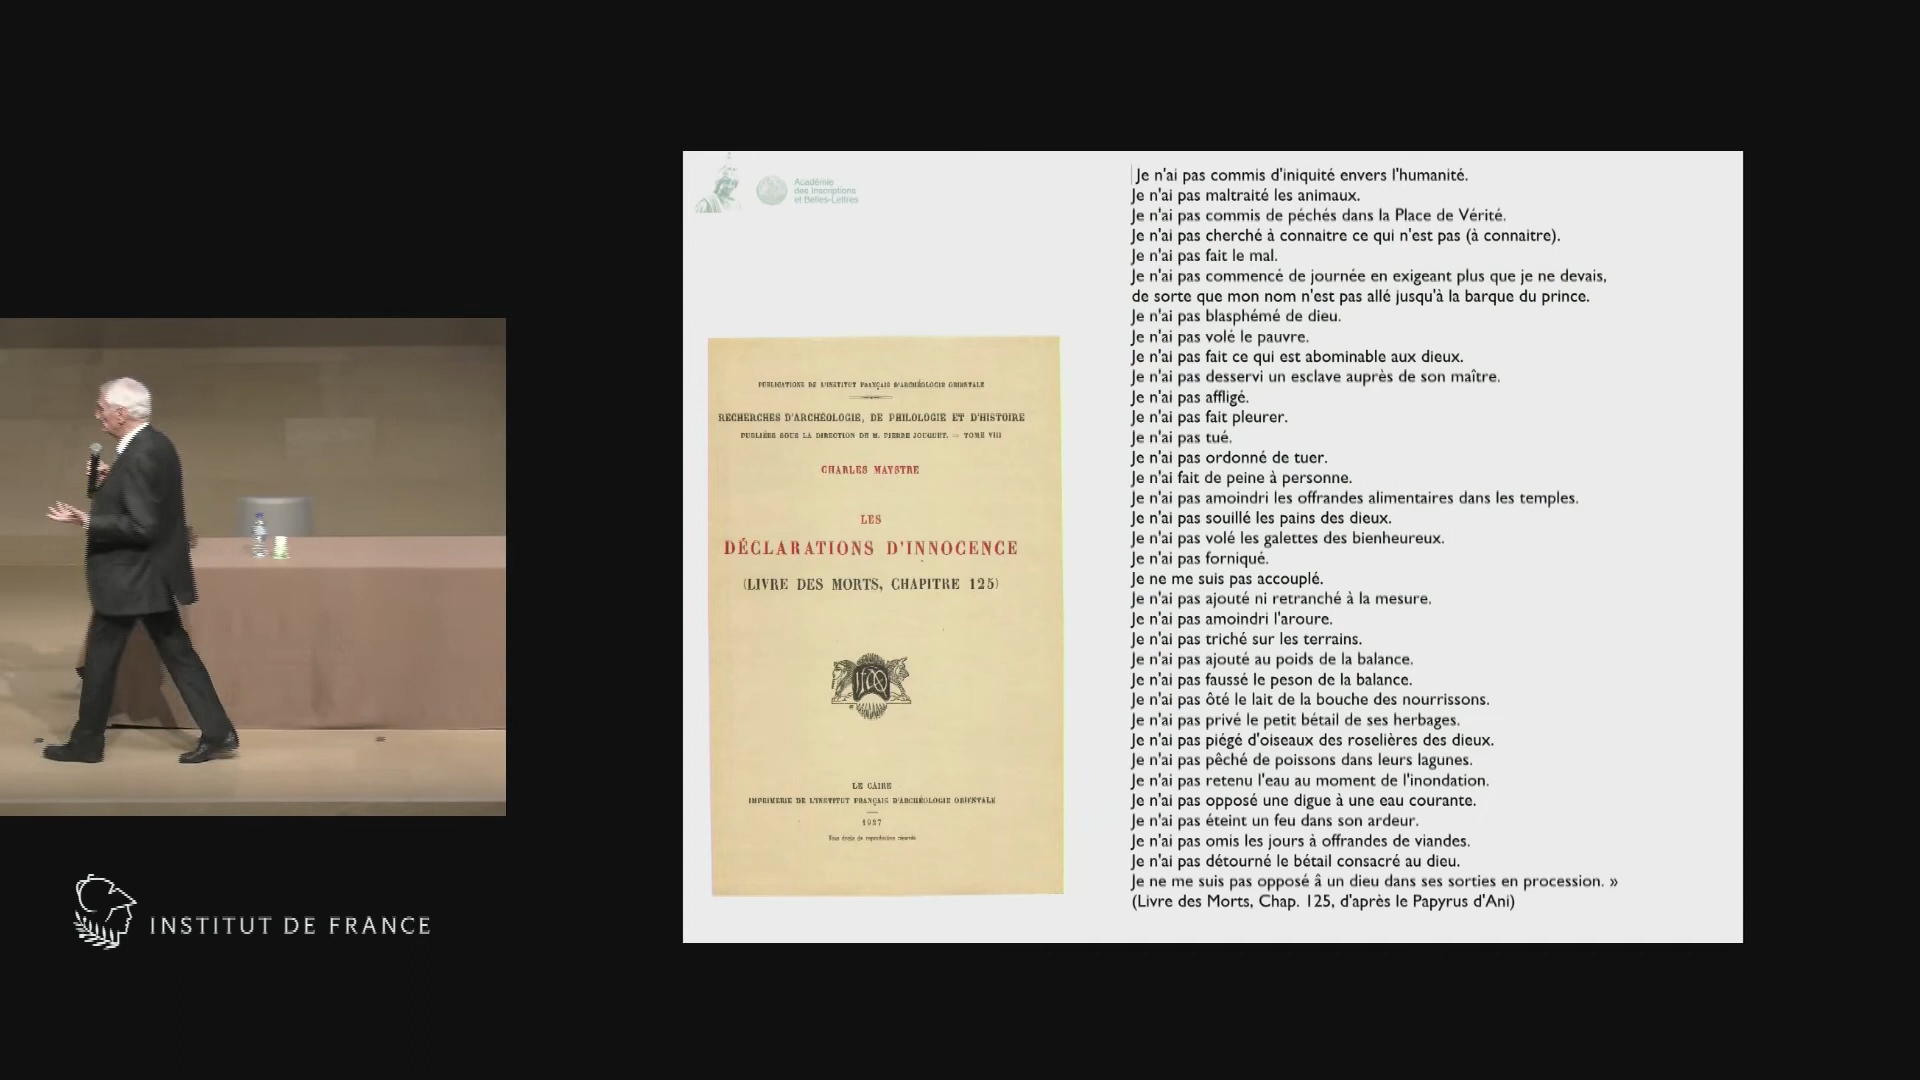 Académie
des Inscriptions
et Belles-Lettres
PUBLICATIONS DE L'INSTITUT FRANÇAIS D'ARCHÉOLOGIE ORIENTALE
RECHERCHES D'ARCHÉOLOGIE, DE PHILOLOGIE ET D'HISTOIRE
PUBLIÉES SOUS LA DIRECTION DE M. PIERRE JOUGUET. — TOME VIII
CHARLES MAYSTRE
LES
DÉCLARATIONS D'INNOCENCE
(LIVRE DES MORTS, CHAPITRE 125)
LE CAIRE
IMPRIMERIE DE L'INSTITUT FRANÇAIS D'ARCHÉOLOGIE ORIENTALE
1937
Tous droits de reproduction réservés
Je n'ai pas commis d'iniquité envers l'humanité.
Je n'ai pas maltraité les animaux.
Je n'ai pas commis de péchés dans la Place de Vérité.
Je n'ai pas cherché à connaitre ce qui n'est pas (à connaitre).
Je n'ai pas fait le mal.
Je n'ai pas commencé de journée en exigeant plus que je ne devais,
de sorte que mon nom n'est pas allé jusqu'à la barque du prince.
Je n'ai pas blasphémé de dieu.
Je n'ai pas volé le pauvre.
Je n'ai pas fait ce qui est abominable aux dieux.
Je n'ai pas desservi un esclave auprès de son maître.
Je n'ai pas affligé.
Je n'ai pas fait pleurer.
Je n'ai pas tué.
Je n'ai pas ordonné de tuer.
Je n'ai fait de peine à personne.
Je n'ai pas amoindri les offrandes alimentaires dans les temples.
Je n'ai pas souillé les pains des dieux.
Je n'ai pas volé les galettes des bienheureux.
Je n'ai pas forniqué.
Je ne me suis pas accouplé.
Je n'ai pas ajouté ni retranché à la mesure.
Je n'ai pas amoindri l'aroure.
Je n'ai pas triché sur les terrains.
Je n'ai pas ajouté au poids de la balance.
Je n'ai pas faussé le peson de la balance.
Je n'ai pas ôté le lait de la bouche des nourrissons.
Je n'ai pas privé le petit bétail de ses herbages.
Je n'ai pas piégé d'oiseaux des roselières des dieux.
Je n'ai pas pêché de poissons dans leurs lagunes.
Je n'ai pas retenu l'eau au moment de l'inondation.
Je n'ai pas opposé une digue à une eau courante.
Je n'ai pas éteint un feu dans son ardeur.
Je n'ai pas omis les jours à offrandes de viandes.
Je n'ai pas détourné le bétail consacré au dieu.
Je ne me suis pas opposé â un dieu dans ses sorties en procession. »
(Livre des Morts, Chap. 125, d'après le Papyrus d'Ani)
INSTITUT DE FRANCE